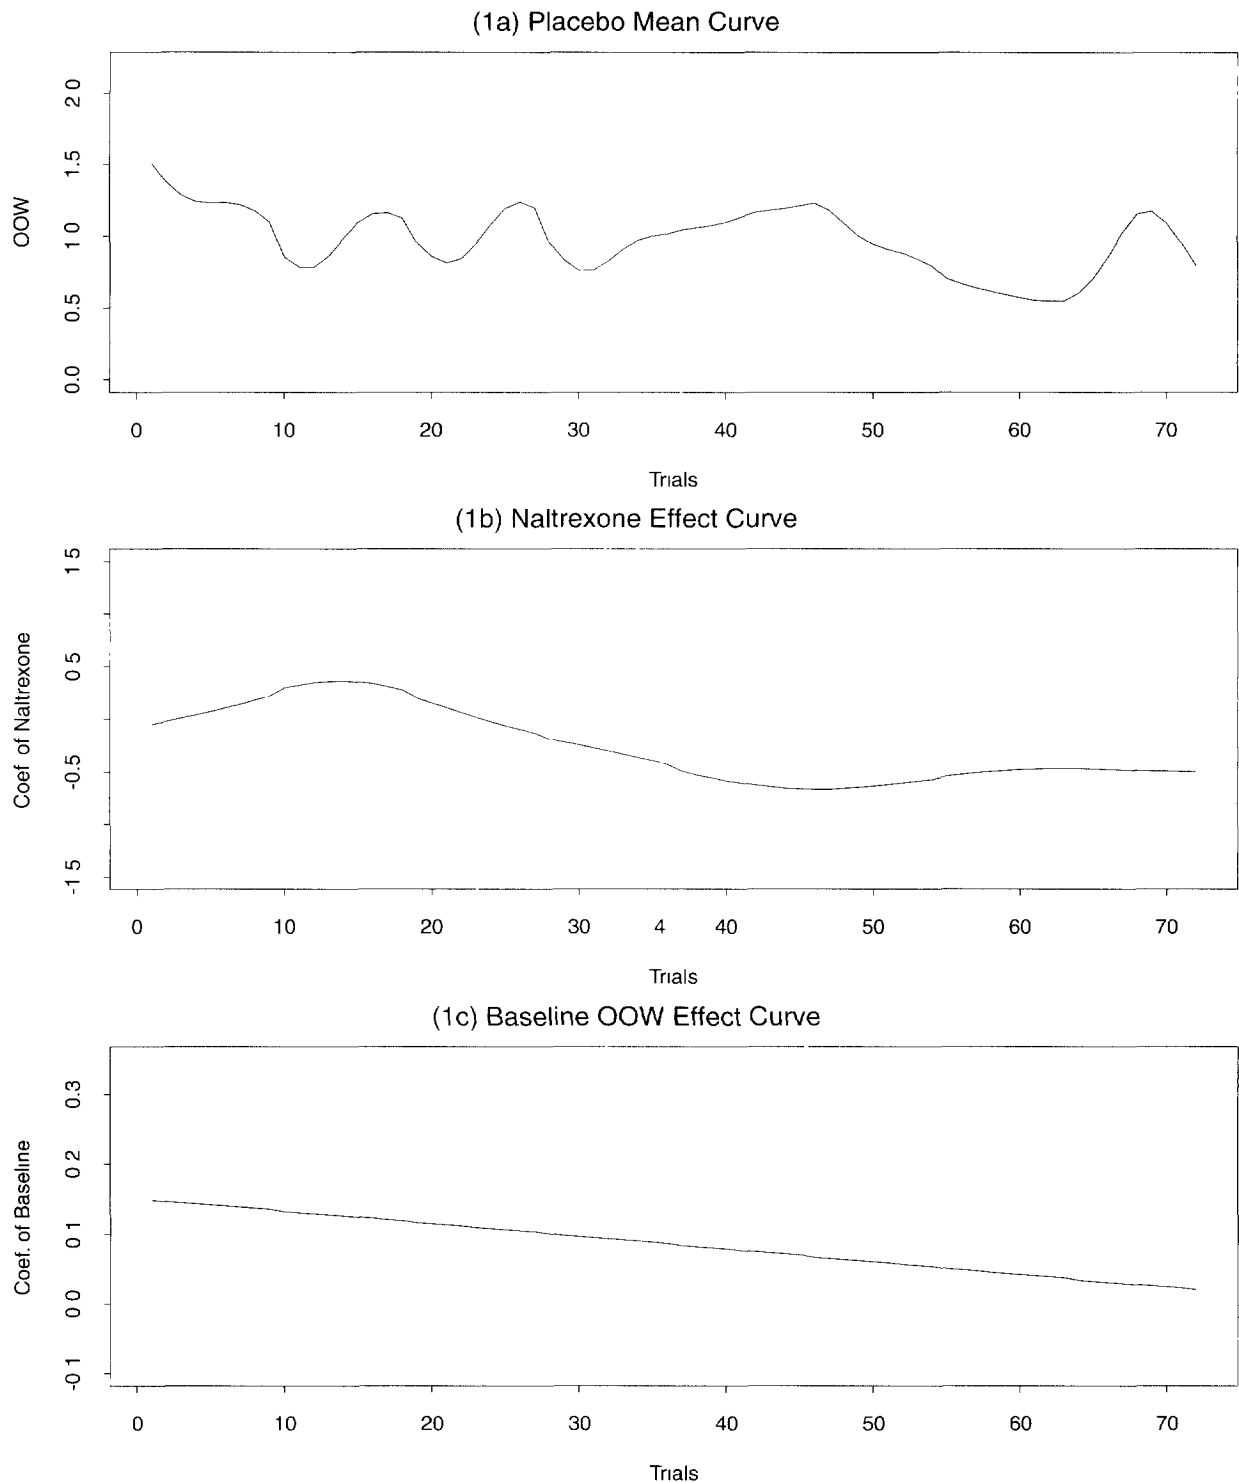 (1a) Placebo Mean Curve
OOW
2.0
1.5
1.0
0.5
0.0
0 10 20 30 40 50 60 70
Trials
(1b) Naltrexone Effect Curve
Coef of Naltrexone
1 5
0 5
-0.5
-1 5
0 10 20 30 4 40 50 60 70
Trials
(1c) Baseline OOW Effect Curve
Coef. of Baseline
0.3
0 2
0 1
0 0
-0 1
0 10 20 30 40 50 60 70
Trials